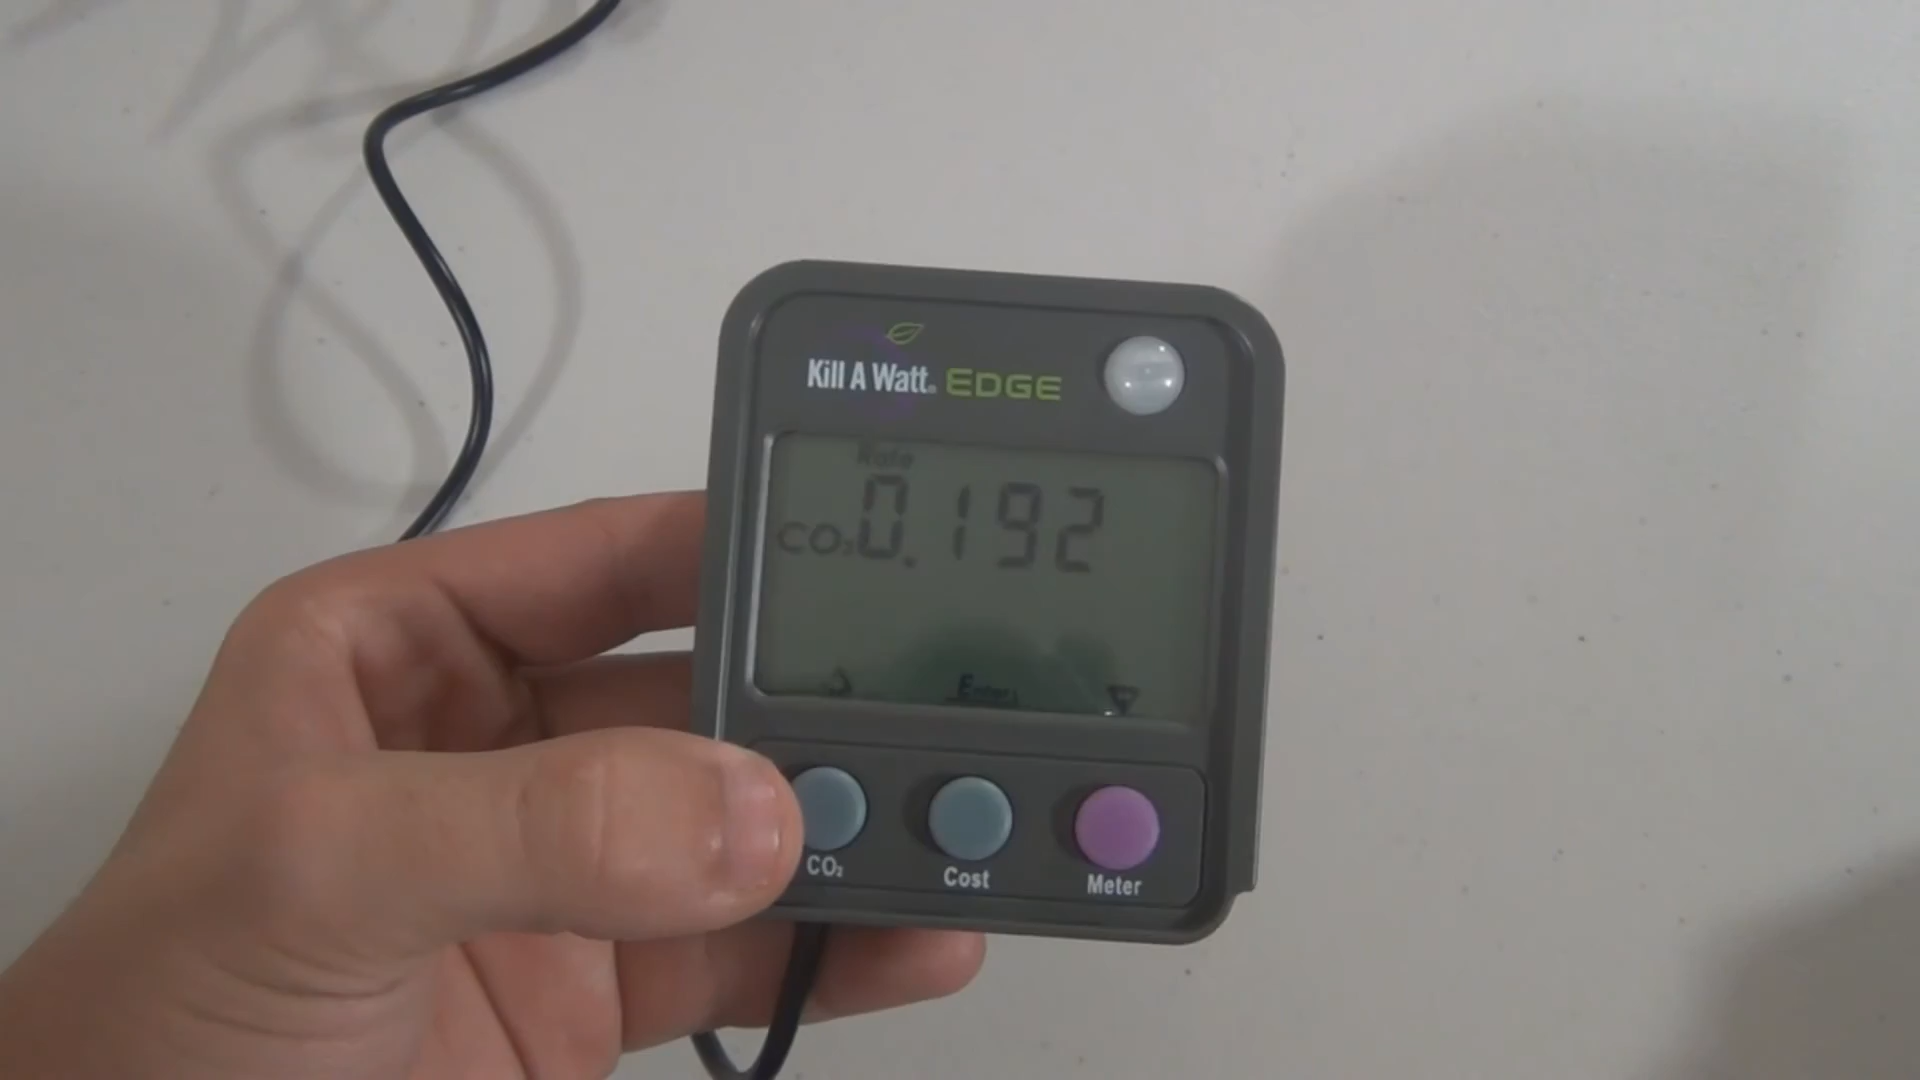 Kill A Watt® EDGE
Rate
CO₂ 0.192
Enter
CO₂ Cost Meter